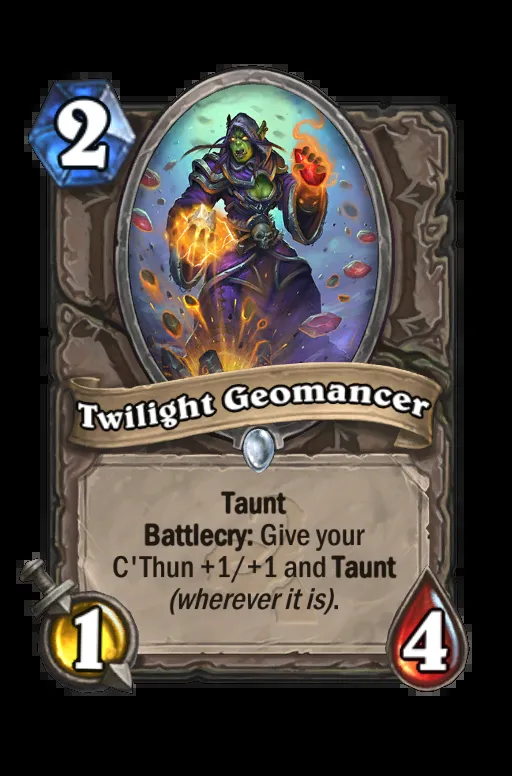 2
Twilight Geomancer
Taunt
Battlecry: Give your
C'Thun +1/+1 and Taunt
(wherever it is).
1
4